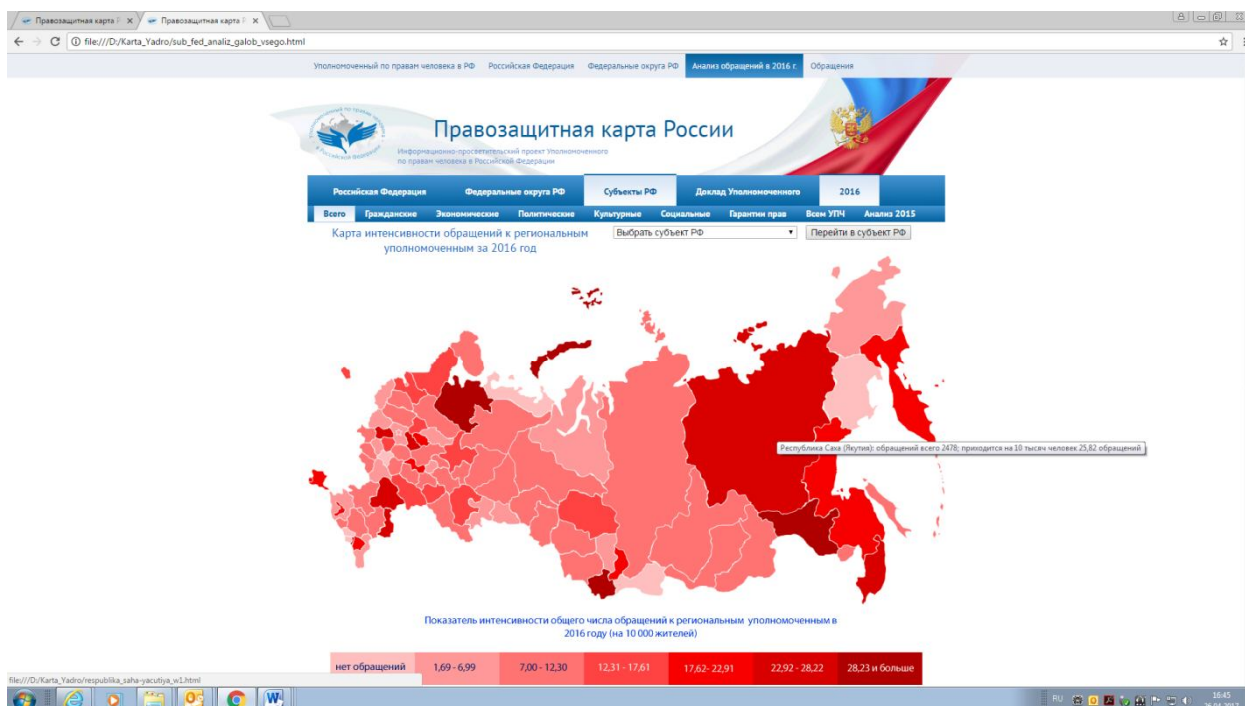 Правозащитная карта Р
Правозащитная карта Р
file:///D:/Karta_Yadro/sub_fed_analiz_galob_vsego.html
Уполномоченный по правам человека в РФ Российская Федерация Федеральные округа РФ Анализ обращений в 2016 г. Обращения
Правозащитная карта России
Информационно-просветительский проект Уполномоченного
по правам человека в Российской Федерации
Российская Федерация Федеральные округа РФ Субъекты РФ Доклад Уполномоченного 2016
Всего Гражданские Экономические Политические Культурные Социальные Гарантии прав Всем УПЧ Анализ 2015
Карта интенсивности обращений к региональным
уполномоченным за 2016 год
Выбрать субъект РФ Перейти в субъект РФ
Республика Саха (Якутия): обращений всего 2478; приходится на 10 тысяч человек 25,82 обращений
Показатель интенсивности общего числа обращений к региональным уполномоченным в
2016 году (на 10 000 жителей)
нет обращений 1,69 - 6,99 7,00 - 12,30 12,31 - 17,61 17,62- 22,91 22,92 - 28,22 28,23 и больше
file:///D:/Karta_Yadro/respublika_saha-yacutiya_w1.html
RU 16:45
26.04.2017